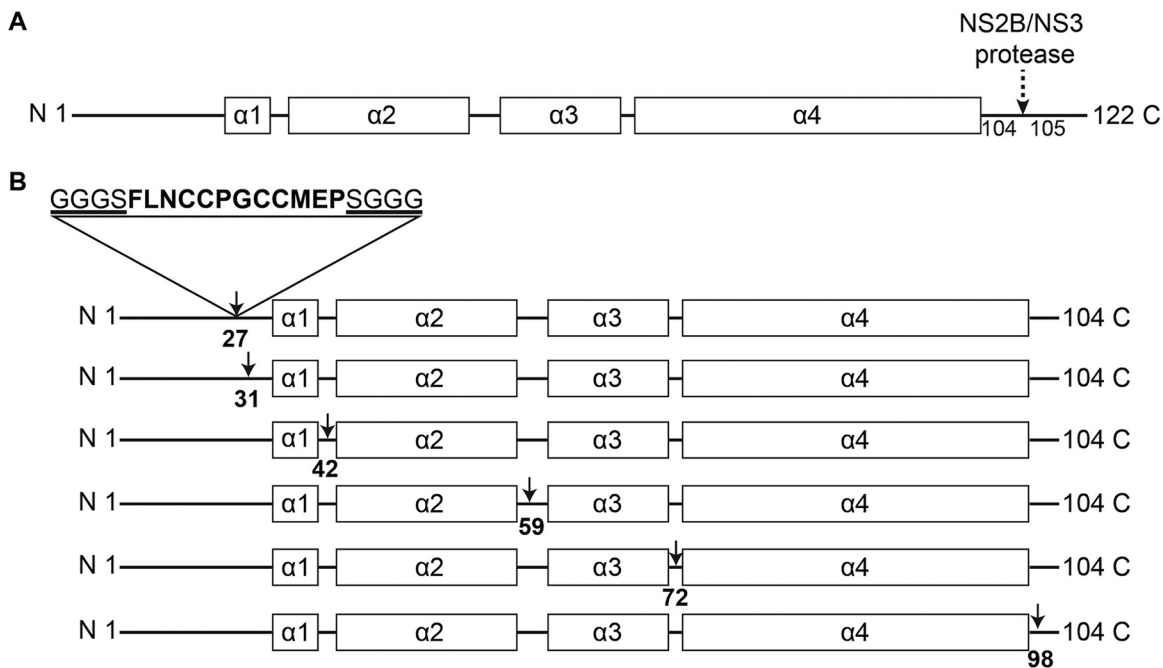 A
NS2B/NS3
protease
N 1 α1 α2 α3 α4 122 C
104 105
B
GGGSFLNCCPGCCMEPSGGG
N 1 α1 α2 α3 α4 104 C
27
N 1 α1 α2 α3 α4 104 C
31
N 1 α1 α2 α3 α4 104 C
42
N 1 α1 α2 α3 α4 104 C
59
N 1 α1 α2 α3 α4 104 C
72
N 1 α1 α2 α3 α4 104 C
98